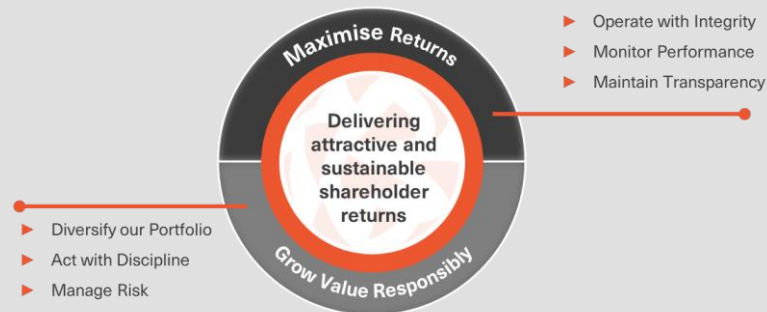 Maximise Returns
Operate with Integrity
Monitor Performance
Maintain Transparency
Delivering
attractive and
sustainable
shareholder
returns
Diversify our Portfolio
Act with Discipline
Manage Risk
Grow Value Responsibly